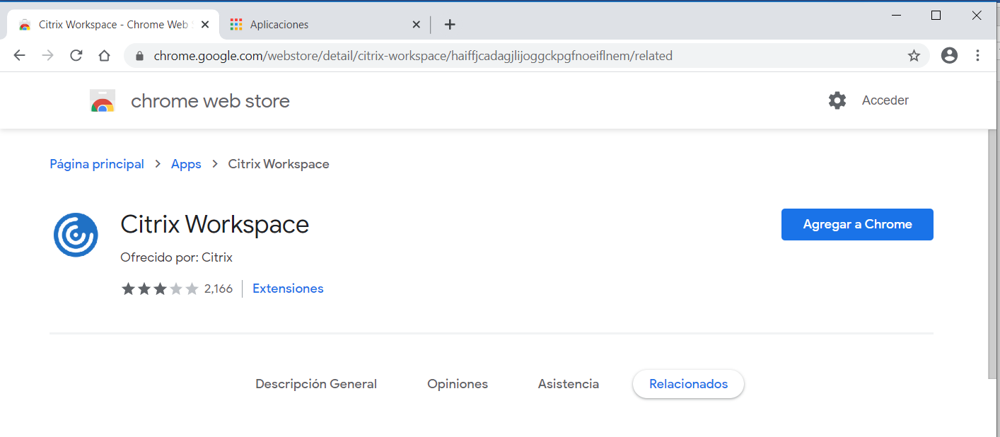 Citrix Workspace - Chrome Web
Aplicaciones
chrome.google.com/webstore/detail/citrix-workspace/haiffjcadagjlijoggckpgfnoeiflnem/related
chrome web store
Acceder
Página principal > Apps > Citrix Workspace
Citrix Workspace
Agregar a Chrome
Ofrecido por: Citrix
2,166 Extensiones
Descripción General Opiniones Asistencia Relacionados